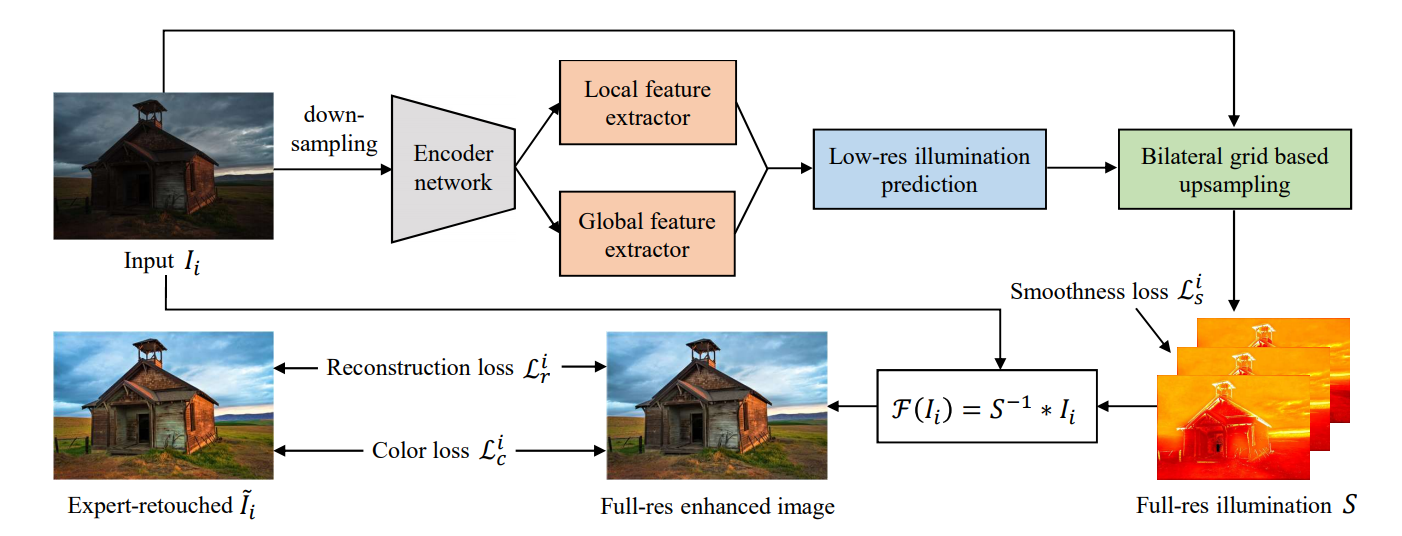 down-
sampling
Encoder
network
Local feature
extractor
Global feature
extractor
Low-res illumination
prediction
Bilateral grid based
upsampling
Input $I_i$
Smoothness loss $\mathcal{L}_s^i$
Reconstruction loss $\mathcal{L}_r^i$
$\mathcal{F}(I_i) = S^{-1} * I_i$
Color loss $\mathcal{L}_c^i$
Expert-retouched $\tilde{I}_i$
Full-res enhanced image
Full-res illumination $S$